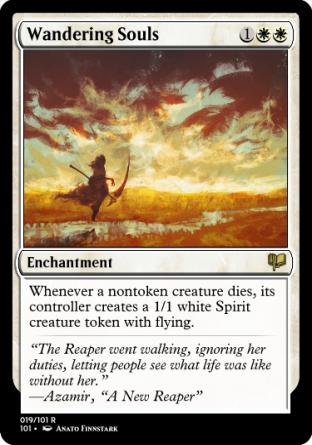 Wandering Souls 1
Enchantment
Whenever a nontoken creature dies, its
controller creates a 1/1 white Spirit
creature token with flying.
“The Reaper went walking, ignoring her
duties, letting people see what life was like
without her.”
—Azamir, “A New Reaper”
019/101 R
101 • Anato Finnstark